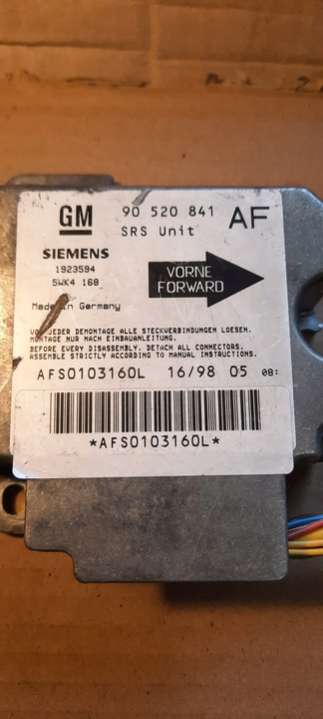 GM 90 520 841 AF
SRS Unit
SIEMENS
1923594
5WK4 168
VORNE
FORWARD
Made in Germany
VOR JEDER DEMONTAGE ALLE STECKVERBINDUNGEN LOESEN.
MONTAGE NUR NACH EINBAUANLEITUNG.
BEFORE EVERY DISASSEMBLY. DETACH ALL CONNECTORS.
ASSEMBLE STRICTLY ACCORDING TO MANUAL INSTRUCTIONS.
AFS0103160L 16/98 05 08:
*AFS0103160L*